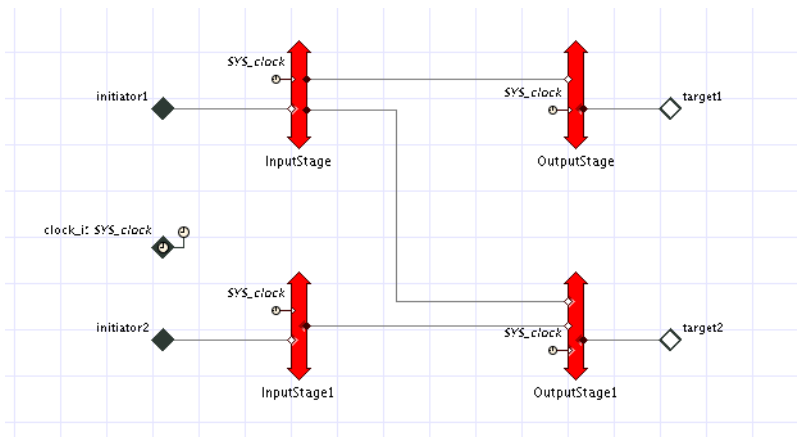 SYS_clock
initiator1
SYS_clock
target1
InputStage
OutputStage
clock_i: SYS_clock
SYS_clock
initiator2
SYS_clock
target2
InputStage1
OutputStage1